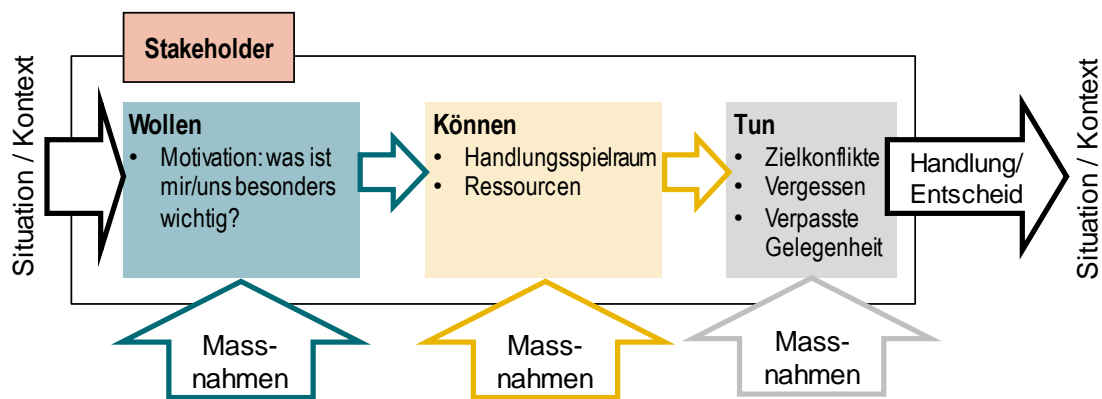 Situation / Kontext
Stakeholder
Wollen
• Motivation: was ist
mir/uns besonders
wichtig?
Können
• Handlungsspielraum
• Ressourcen
Tun
• Zielkonflikte
• Vergessen
• Verpasste
Gelegenheit
Handlung/
Entscheid
Situation / Kontext
Mass-
nahmen
Mass-
nahmen
Mass-
nahmen